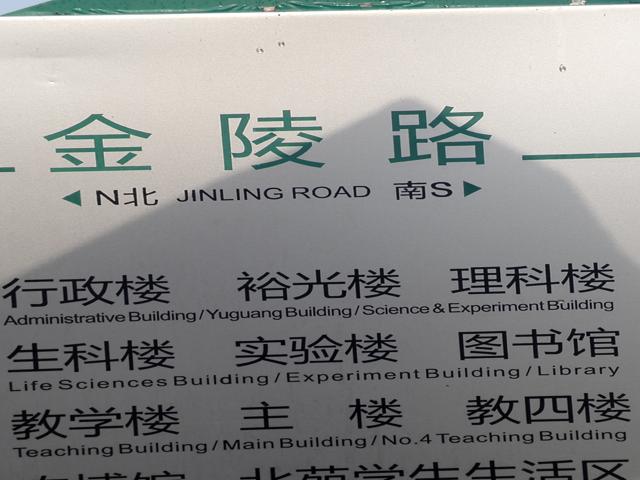 金陵路
N北 JINLING ROAD 南S
行政楼 裕光楼 理科楼
Administrative Building / Yuguang Building / Science & Experiment Building
生科楼 实验楼 图书馆
Life Sciences Building / Experiment Building / Library
教学楼 主楼 教四楼
Teaching Building / Main Building / No.4 Teaching Building
北苑学生生活区